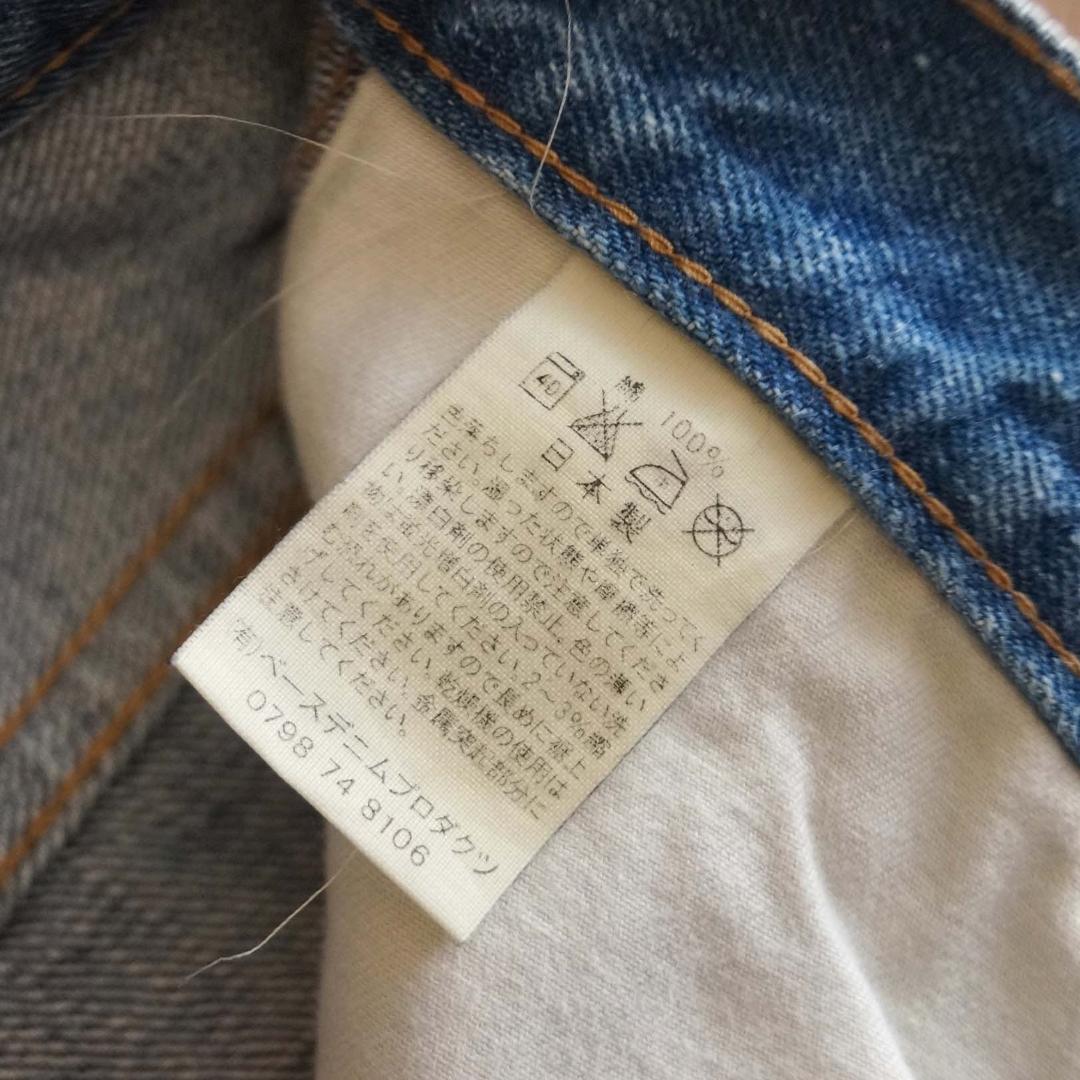 綿 100%
40
日本製
色落ちしますので単独で洗ってく
ださい。湿った状態や摩擦等によ
り移染しますので注意してくださ
い。漂白剤の使用禁止。色の薄い
物は蛍光増白剤の入っていない洗
剤を使用してください。2~3%縮
む恐れがありますので長めに裾上
げしてください。乾燥機の使用は
さけてください。金属突起部分に
注意してください。
(有)ベースデニムプロダクツ
0798 74 8106